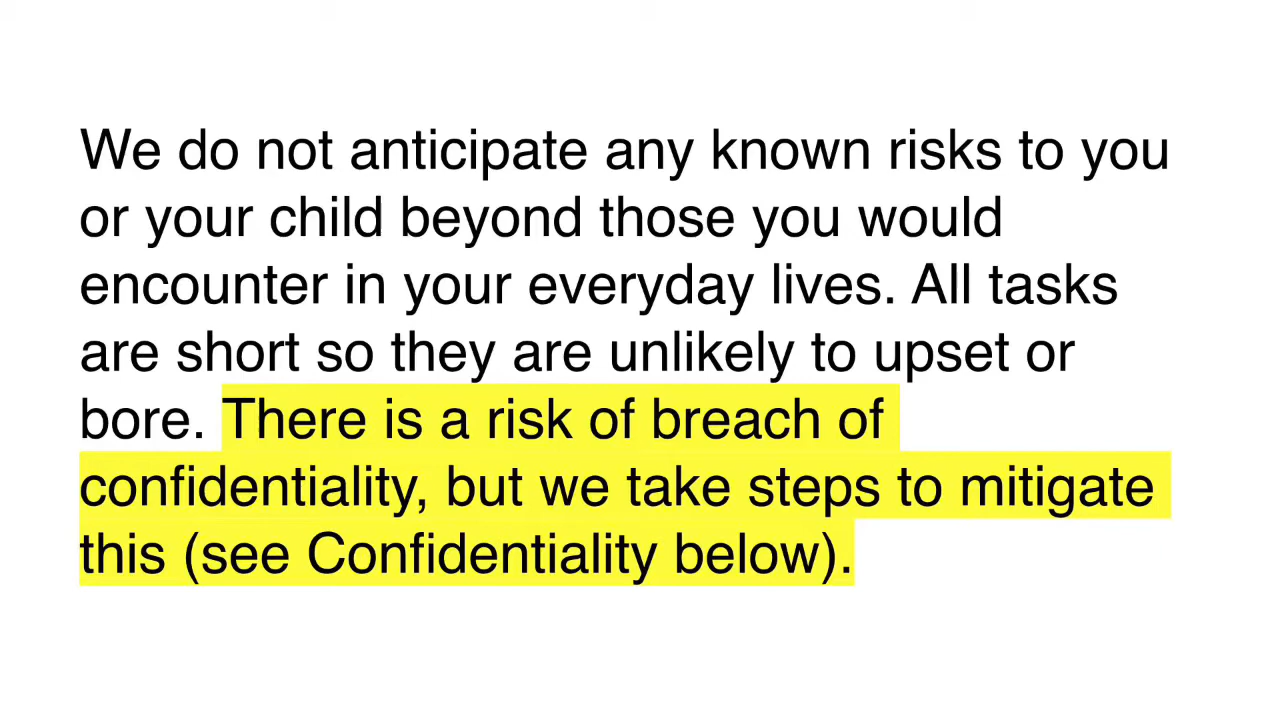 We do not anticipate any known risks to you
or your child beyond those you would
encounter in your everyday lives. All tasks
are short so they are unlikely to upset or
bore. There is a risk of breach of
confidentiality, but we take steps to mitigate
this (see Confidentiality below).